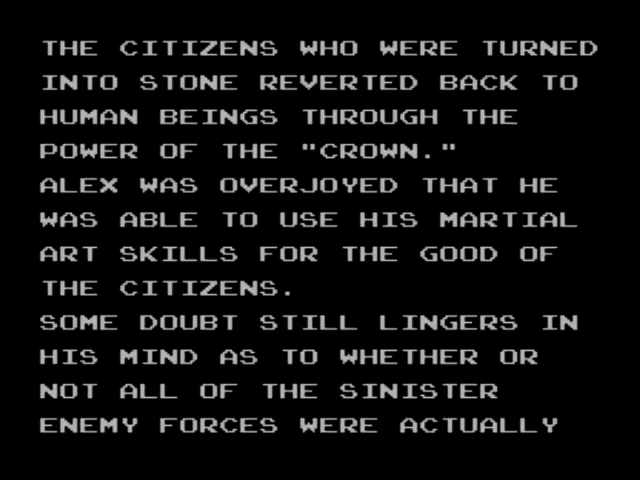 THE CITIZENS WHO WERE TURNED
INTO STONE REVERTED BACK TO
HUMAN BEINGS THROUGH THE
POWER OF THE "CROWN."
ALEX WAS OVERJOYED THAT HE
WAS ABLE TO USE HIS MARTIAL
ART SKILLS FOR THE GOOD OF
THE CITIZENS.
SOME DOUBT STILL LINGERS IN
HIS MIND AS TO WHETHER OR
NOT ALL OF THE SINISTER
ENEMY FORCES WERE ACTUALLY